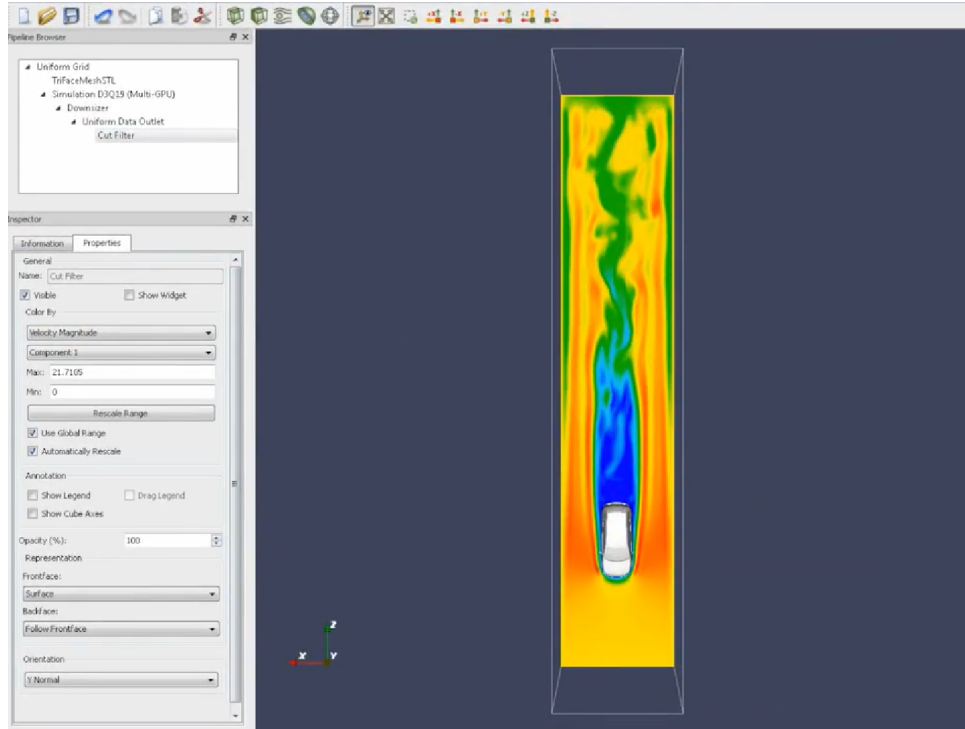 Pipeline Browser
Uniform Grid
TriFaceMeshSTL
Simulation D3Q19 (Multi-GPU)
Downsizer
Uniform Data Outlet
Cut Filter
Inspector
Information Properties
General
Name: Cut Filter
Visible Show Widget
Color By
Velocity Magnitude
Component 1
Max: 21.7105
Min: 0
Rescale Range
Use Global Range
Automatically Rescale
Annotation
Show Legend Drag Legend
Show Cube Axes
Opacity (%): 100
Representation
Frontface:
Surface
Backface:
Follow Frontface
Orientation
Y Normal
Z
X Y